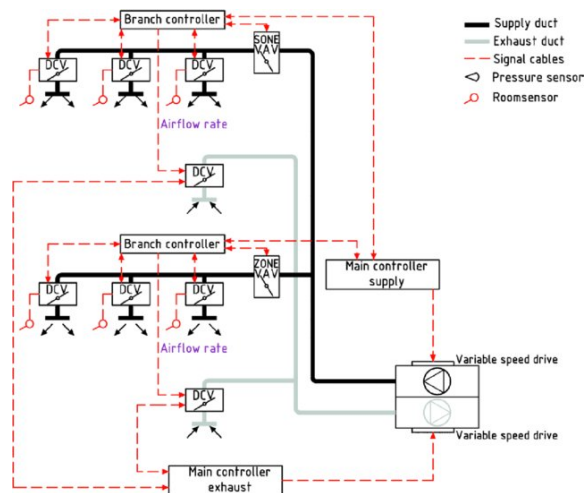 Branch controller
Supply duct
Exhaust duct
Signal cables
Pressure sensor
Roomsensor
SONE
VAV
DCV
DCV
DCV
Airflow rate
DCV
Branch controller
ZONE
VAV
Main controller
supply
DCV
DCV
DCV
Airflow rate
Variable speed drive
DCV
Variable speed drive
Main controller
exhaust